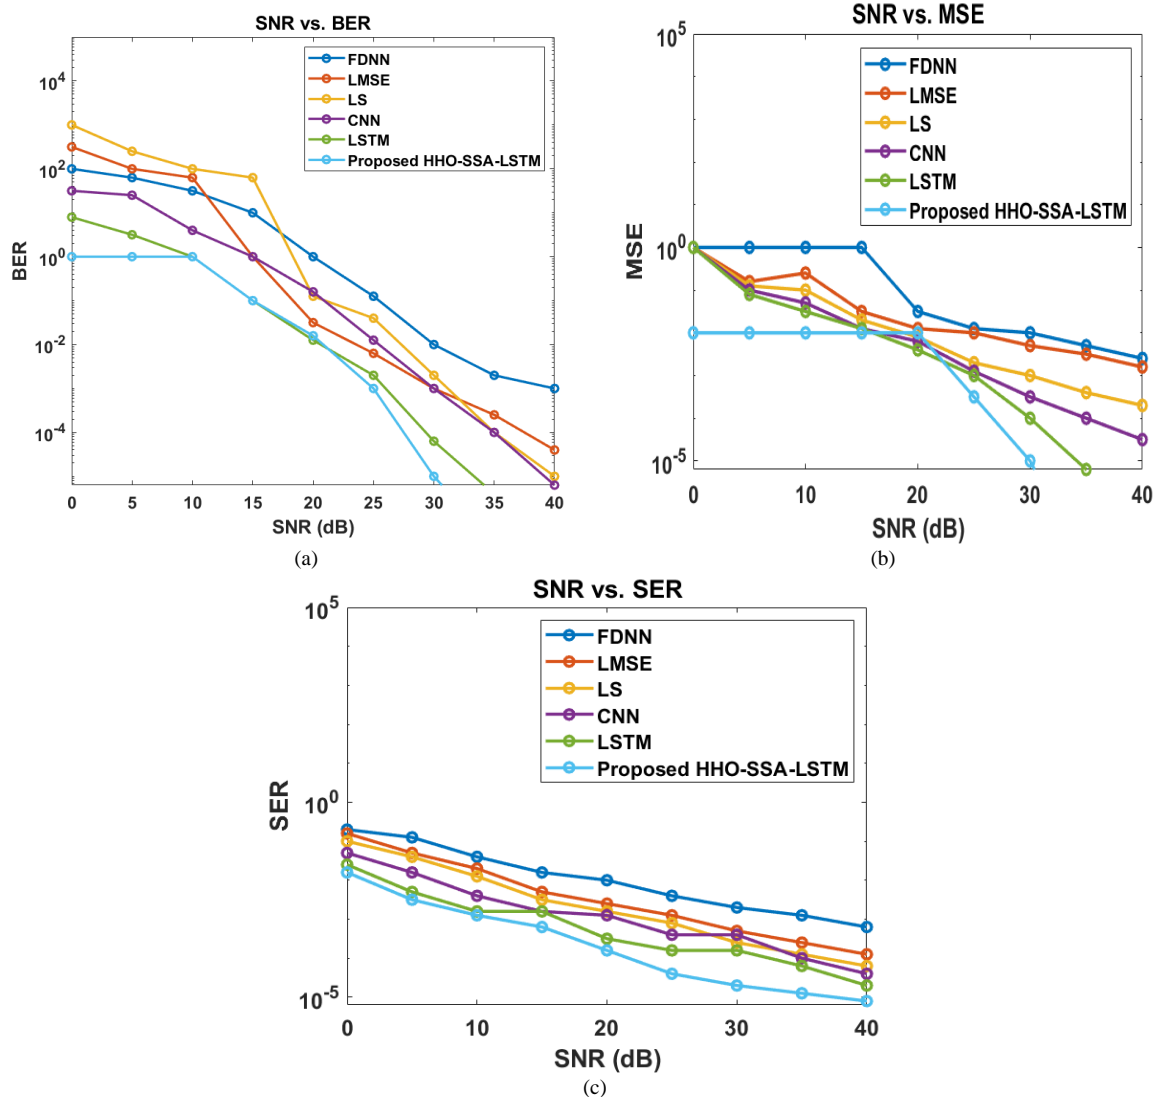 SNR vs. BER
FDNN
LMSE
LS
CNN
LSTM
Proposed HHO-SSA-LSTM
BER
10^4
10^2
10^0
10^-2
10^-4
0 5 10 15 20 25 30 35 40
SNR (dB)
(a)
SNR vs. MSE
FDNN
LMSE
LS
CNN
LSTM
Proposed HHO-SSA-LSTM
MSE
10^5
10^0
10^-5
0 10 20 30 40
SNR (dB)
(b)
SNR vs. SER
FDNN
LMSE
LS
CNN
LSTM
Proposed HHO-SSA-LSTM
SER
10^5
10^0
10^-5
0 10 20 30 40
SNR (dB)
(c)